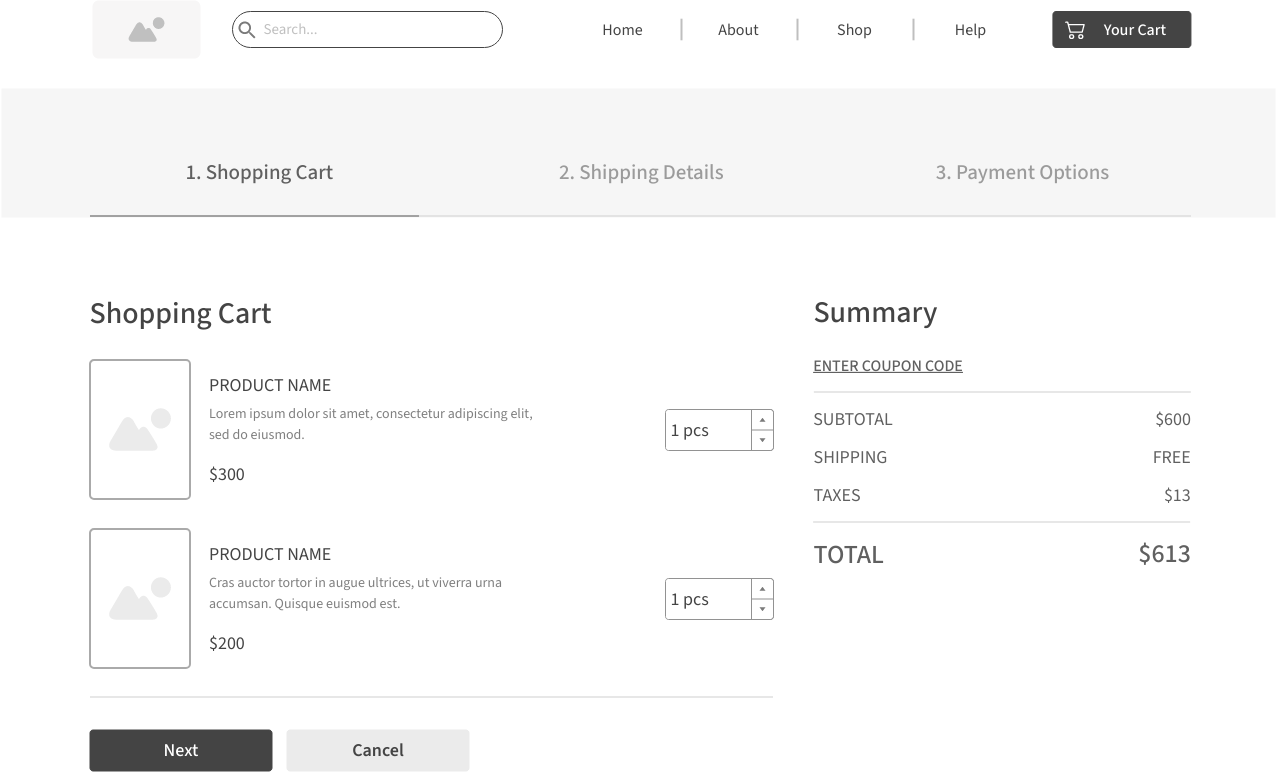 Search...
Home
About
Shop
Help
Your Cart
1. Shopping Cart
2. Shipping Details
3. Payment Options
Shopping Cart
PRODUCT NAME
Lorem ipsum dolor sit amet, consectetur adipiscing elit,
sed do eiusmod.
$300
1 pcs
PRODUCT NAME
Cras auctor tortor in augue ultrices, ut viverra urna
accumsan. Quisque euismod est.
$200
1 pcs
Next
Cancel
Summary
ENTER COUPON CODE
SUBTOTAL $600
SHIPPING FREE
TAXES $13
TOTAL $613